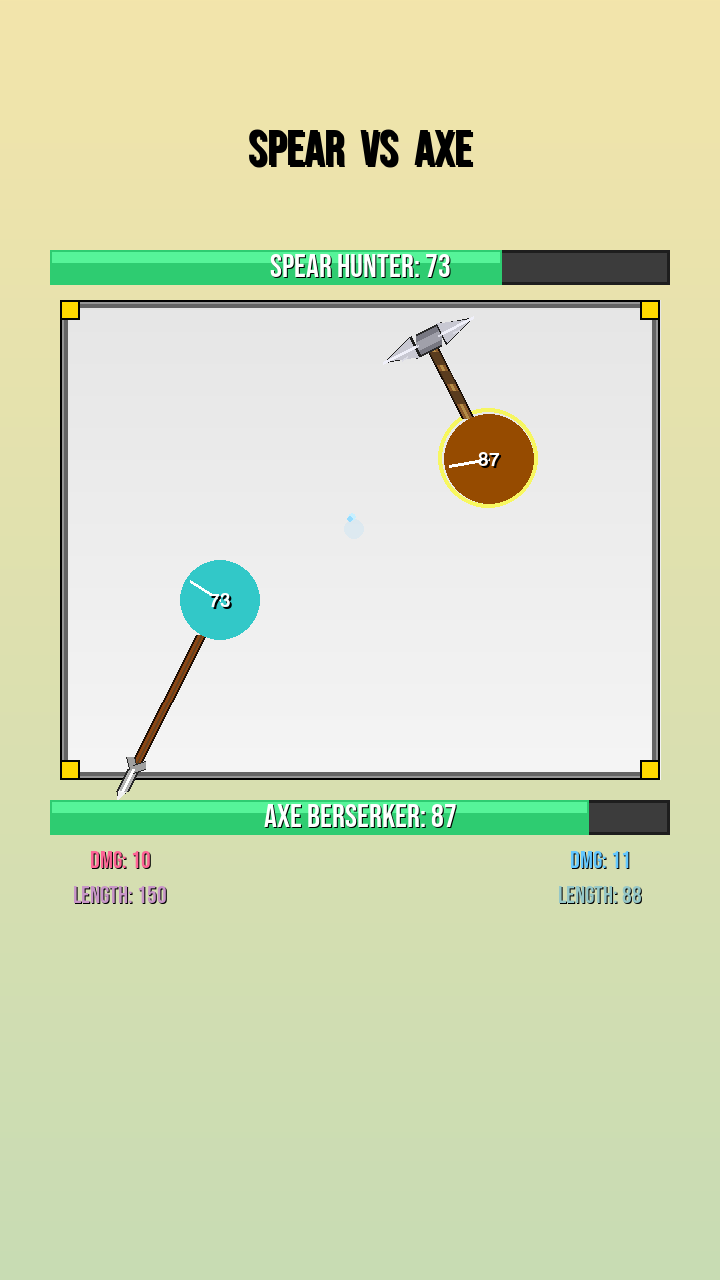 SPEAR VS AXE
SPEAR HUNTER: 73
87
73
AXE BERSERKER: 87
DMG: 10
DMG: 11
LENGTH: 150
LENGTH: 88